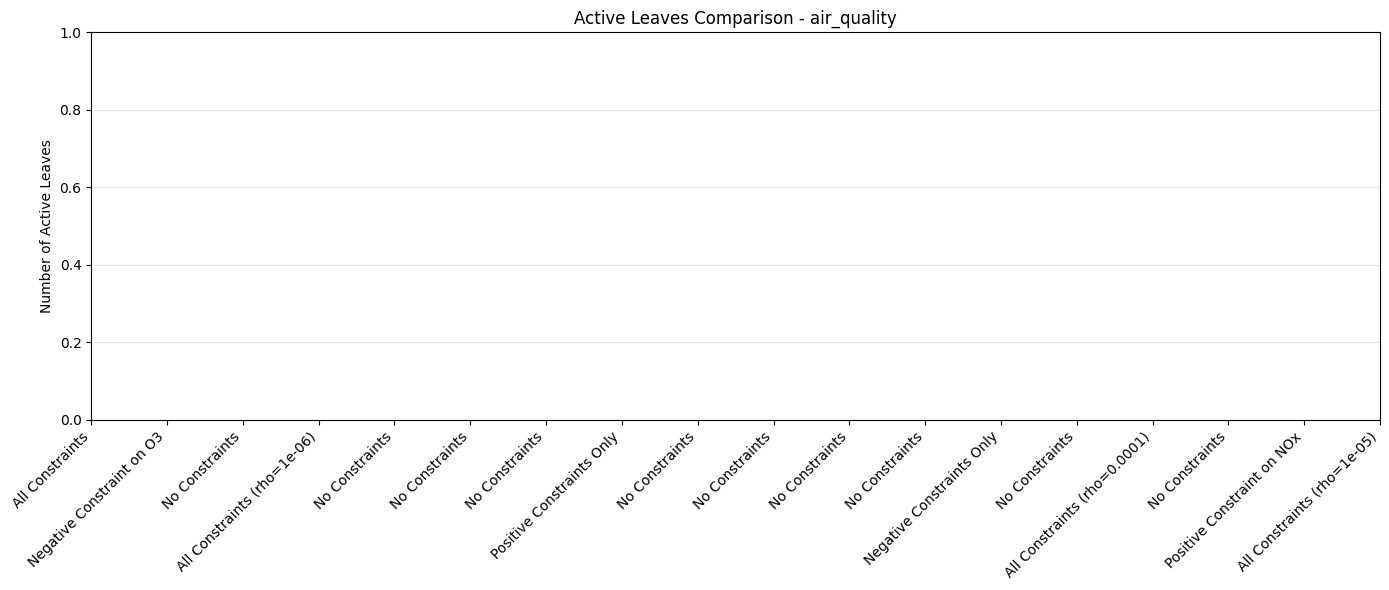 Active Leaves Comparison - air_quality
Number of Active Leaves
1.0
0.8
0.6
0.4
0.2
0.0
All Constraints
Negative Constraint on O3
No Constraints
All Constraints (rho=1e-06)
No Constraints
No Constraints
No Constraints
Positive Constraints Only
No Constraints
No Constraints
No Constraints
No Constraints
Negative Constraints Only
No Constraints
All Constraints (rho=0.0001)
No Constraints
Positive Constraint on NOx
All Constraints (rho=1e-05)